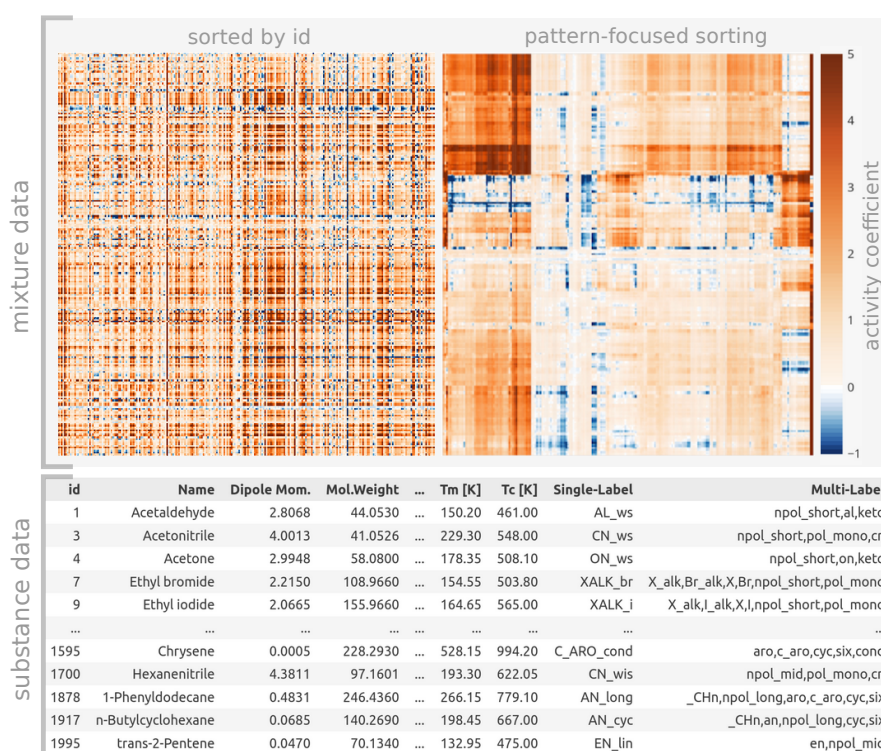 sorted by id
pattern-focused sorting
mixture data
5
4
3
2
1
0
−1
activity coefficient
substance data
id Name Dipole Mom. Mol.Weight ... Tm [K] Tc [K] Single-Label Multi-Labe
1 Acetaldehyde 2.8068 44.0530 ... 150.20 461.00 AL_ws npol_short,al,keto
3 Acetonitrile 4.0013 41.0526 ... 229.30 548.00 CN_ws npol_short,pol_mono,cn
4 Acetone 2.9948 58.0800 ... 178.35 508.10 ON_ws npol_short,on,keto
7 Ethyl bromide 2.2150 108.9660 ... 154.55 503.80 XALK_br X_alk,Br_alk,X,Br,npol_short,pol_mono
9 Ethyl iodide 2.0665 155.9660 ... 164.65 565.00 XALK_i X_alk,I_alk,X,I,npol_short,pol_mono
... ... ... ... ... ... ... ... ...
1595 Chrysene 0.0005 228.2930 ... 528.15 994.20 C_ARO_cond aro,c_aro,cyc,six,cond
1700 Hexanenitrile 4.3811 97.1601 ... 193.30 622.05 CN_wis npol_mid,pol_mono,cn
1878 1-Phenyldodecane 0.4831 246.4360 ... 266.15 779.10 AN_long _CHn,npol_long,aro,c_aro,cyc,six
1917 n-Butylcyclohexane 0.0685 140.2690 ... 198.45 667.00 AN_cyc _CHn,an,npol_long,cyc,six
1995 trans-2-Pentene 0.0470 70.1340 ... 132.95 475.00 EN_lin en,npol_mid